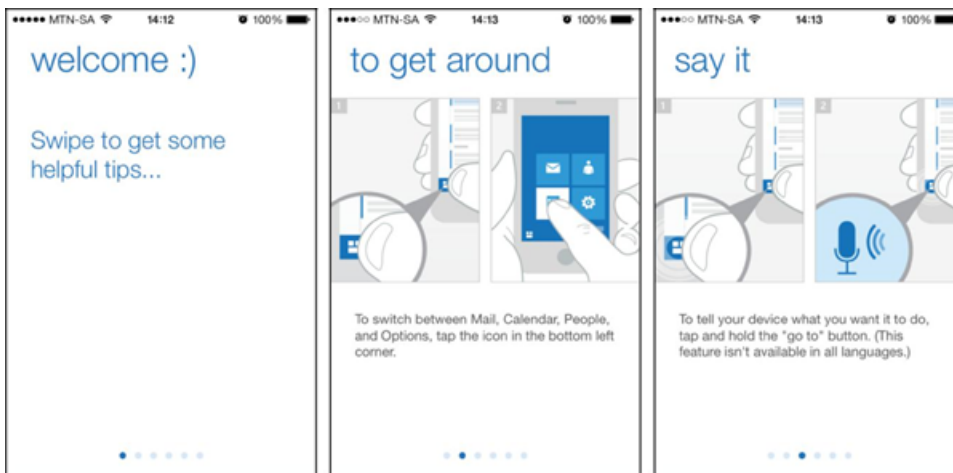 MTN-SA 14:12 100%
welcome :)
Swipe to get some
helpful tips...
MTN-SA 14:13 100%
to get around
1
2
To switch between Mail, Calendar, People,
and Options, tap the icon in the bottom left
corner.
MTN-SA 14:13 100%
say it
1
2
To tell your device what you want it to do,
tap and hold the "go to" button. (This
feature isn't available in all languages.)